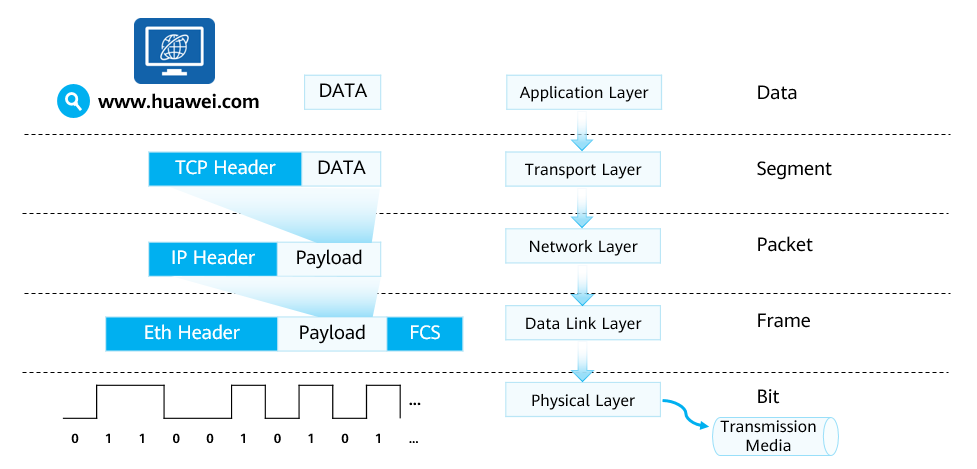 www.huawei.com
DATA
Application Layer
Data
TCP Header
DATA
Transport Layer
Segment
IP Header
Payload
Network Layer
Packet
Eth Header
Payload
FCS
Data Link Layer
Frame
...
0 1 1 0 0 1 0 1 0 1 ...
Physical Layer
Bit
Transmission
Media